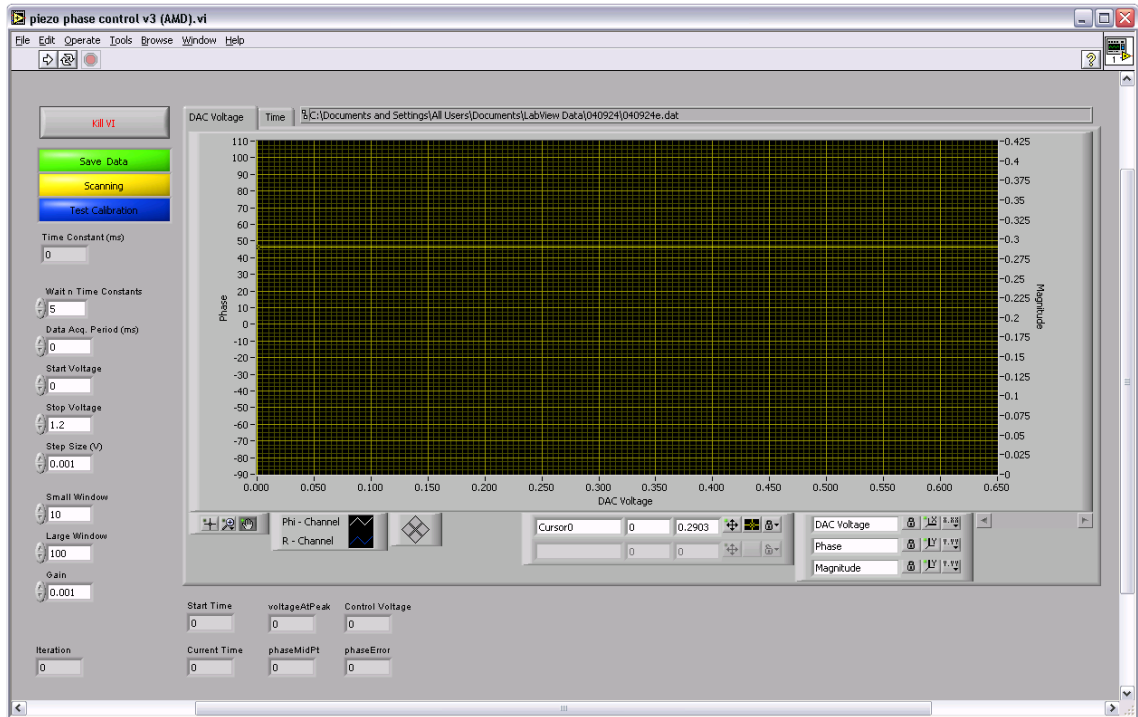 piezo phase control v3 (AMD).vi
File Edit Operate Tools Browse Window Help
1
Kill VI
DAC Voltage Time C:\Documents and Settings\All Users\Documents\LabView Data\040924\040924e.dat
Save Data
Scanning
Test Calibration
Time Constant (ms)
0
Wait n Time Constants
5
Data Acq. Period (ms)
0
Start Voltage
0
Stop Voltage
1.2
Step Size (V)
0.001
Small Window
10
Large Window
100
Gain
0.001
Iteration
0
Phase
110
100
90
80
70
60
50
40
30
20
10
0
-10
-20
-30
-40
-50
-60
-70
-80
-90
0.000 0.050 0.100 0.150 0.200 0.250 0.300 0.350 0.400 0.450 0.500 0.550 0.600 0.650
DAC Voltage
0.425
0.4
0.375
0.35
0.325
0.3
0.275
0.25
0.225
0.2
0.175
0.15
0.125
0.1
0.075
0.05
0.025
0
Magnitude
Phi - Channel
R - Channel
Cursor0 0 0.2903
0 0
DAC Voltage
Phase
Magnitude
Start Time voltageAtPeak Control Voltage
0 0 0
Current Time phaseMidPt phaseError
0 0 0